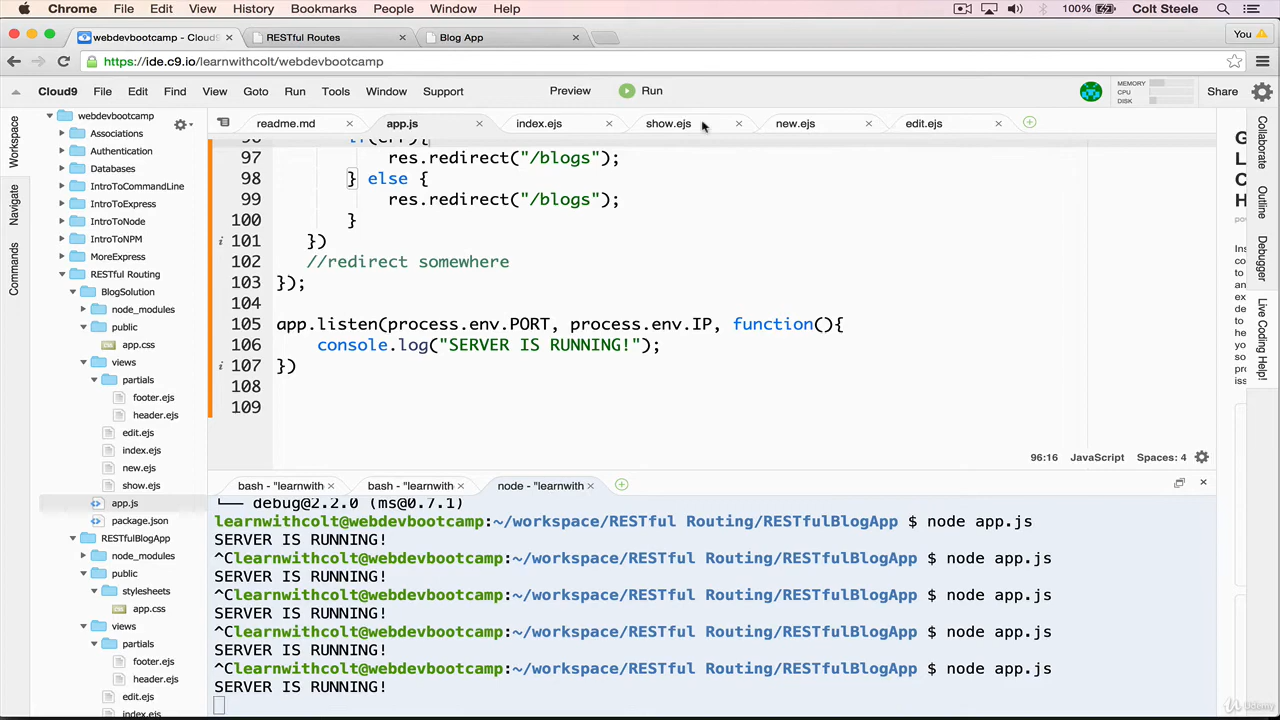 Chrome File Edit View History Bookmarks People Window Help 100% Colt Steele
webdevbootcamp - Cloud9 RESTful Routes Blog App You
https://ide.c9.io/learnwithcolt/webdevbootcamp
Cloud9 File Edit Find View Goto Run Tools Window Support Preview Run MEMORY CPU DISK Share
readme.md app.js index.ejs show.ejs new.ejs edit.ejs
Workspace
Navigate
Commands
webdevbootcamp
Associations
Authentication
Databases
IntroToCommandLine
IntroToExpress
IntroToNode
IntroToNPM
MoreExpress
RESTful Routing
BlogSolution
node_modules
public
app.css
views
partials
footer.ejs
header.ejs
edit.ejs
index.ejs
new.ejs
show.ejs
app.js
package.json
RESTfulBlogApp
node_modules
public
stylesheets
app.css
views
partials
footer.ejs
header.ejs
edit.ejs
index.ejs
96 if(err){
97 res.redirect("/blogs");
98 } else {
99 res.redirect("/blogs");
100 }
101 })
102 //redirect somewhere
103 });
104
105 app.listen(process.env.PORT, process.env.IP, function(){
106 console.log("SERVER IS RUNNING!");
107 })
108
109
96:16 JavaScript Spaces: 4
bash - "learnwith bash - "learnwith node - "learnwith
debug@2.2.0 (ms@0.7.1)
learnwithcolt@webdevbootcamp:~/workspace/RESTful Routing/RESTfulBlogApp $ node app.js
SERVER IS RUNNING!
^Clearnwithcolt@webdevbootcamp:~/workspace/RESTful Routing/RESTfulBlogApp $ node app.js
SERVER IS RUNNING!
^Clearnwithcolt@webdevbootcamp:~/workspace/RESTful Routing/RESTfulBlogApp $ node app.js
SERVER IS RUNNING!
^Clearnwithcolt@webdevbootcamp:~/workspace/RESTful Routing/RESTfulBlogApp $ node app.js
SERVER IS RUNNING!
^Clearnwithcolt@webdevbootcamp:~/workspace/RESTful Routing/RESTfulBlogApp $ node app.js
SERVER IS RUNNING!
Collaborate
Outline
Debugger
Live Coding Help!
G
L
C
H
Udemy